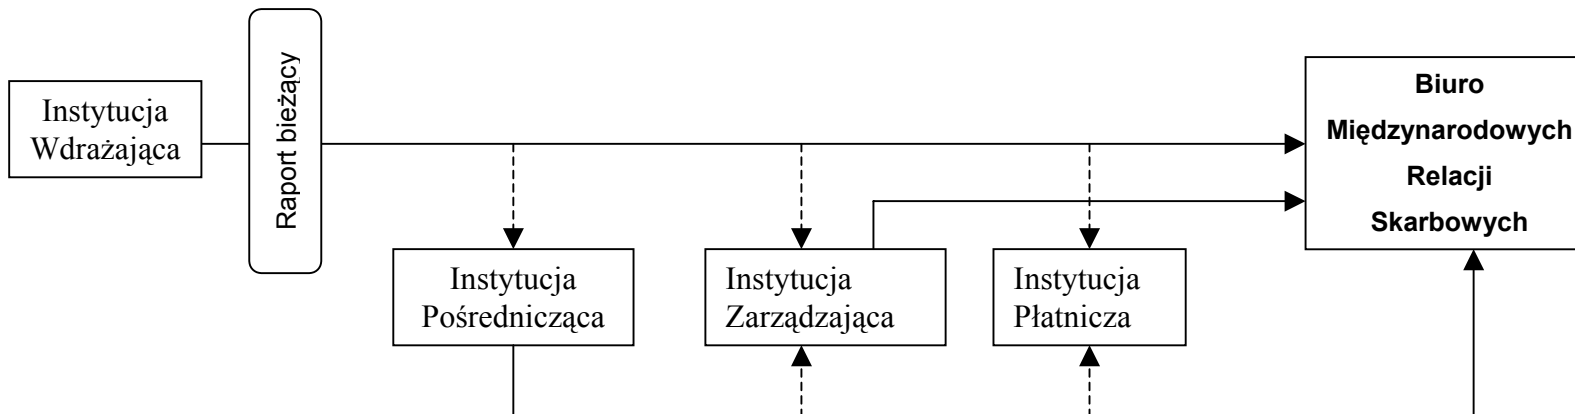 Instytucja
Wdrażająca
Raport bieżący
Biuro
Międzynarodowych
Relacji
Skarbowych
Instytucja
Pośrednicząca
Instytucja
Zarządzająca
Instytucja
Płatnicza